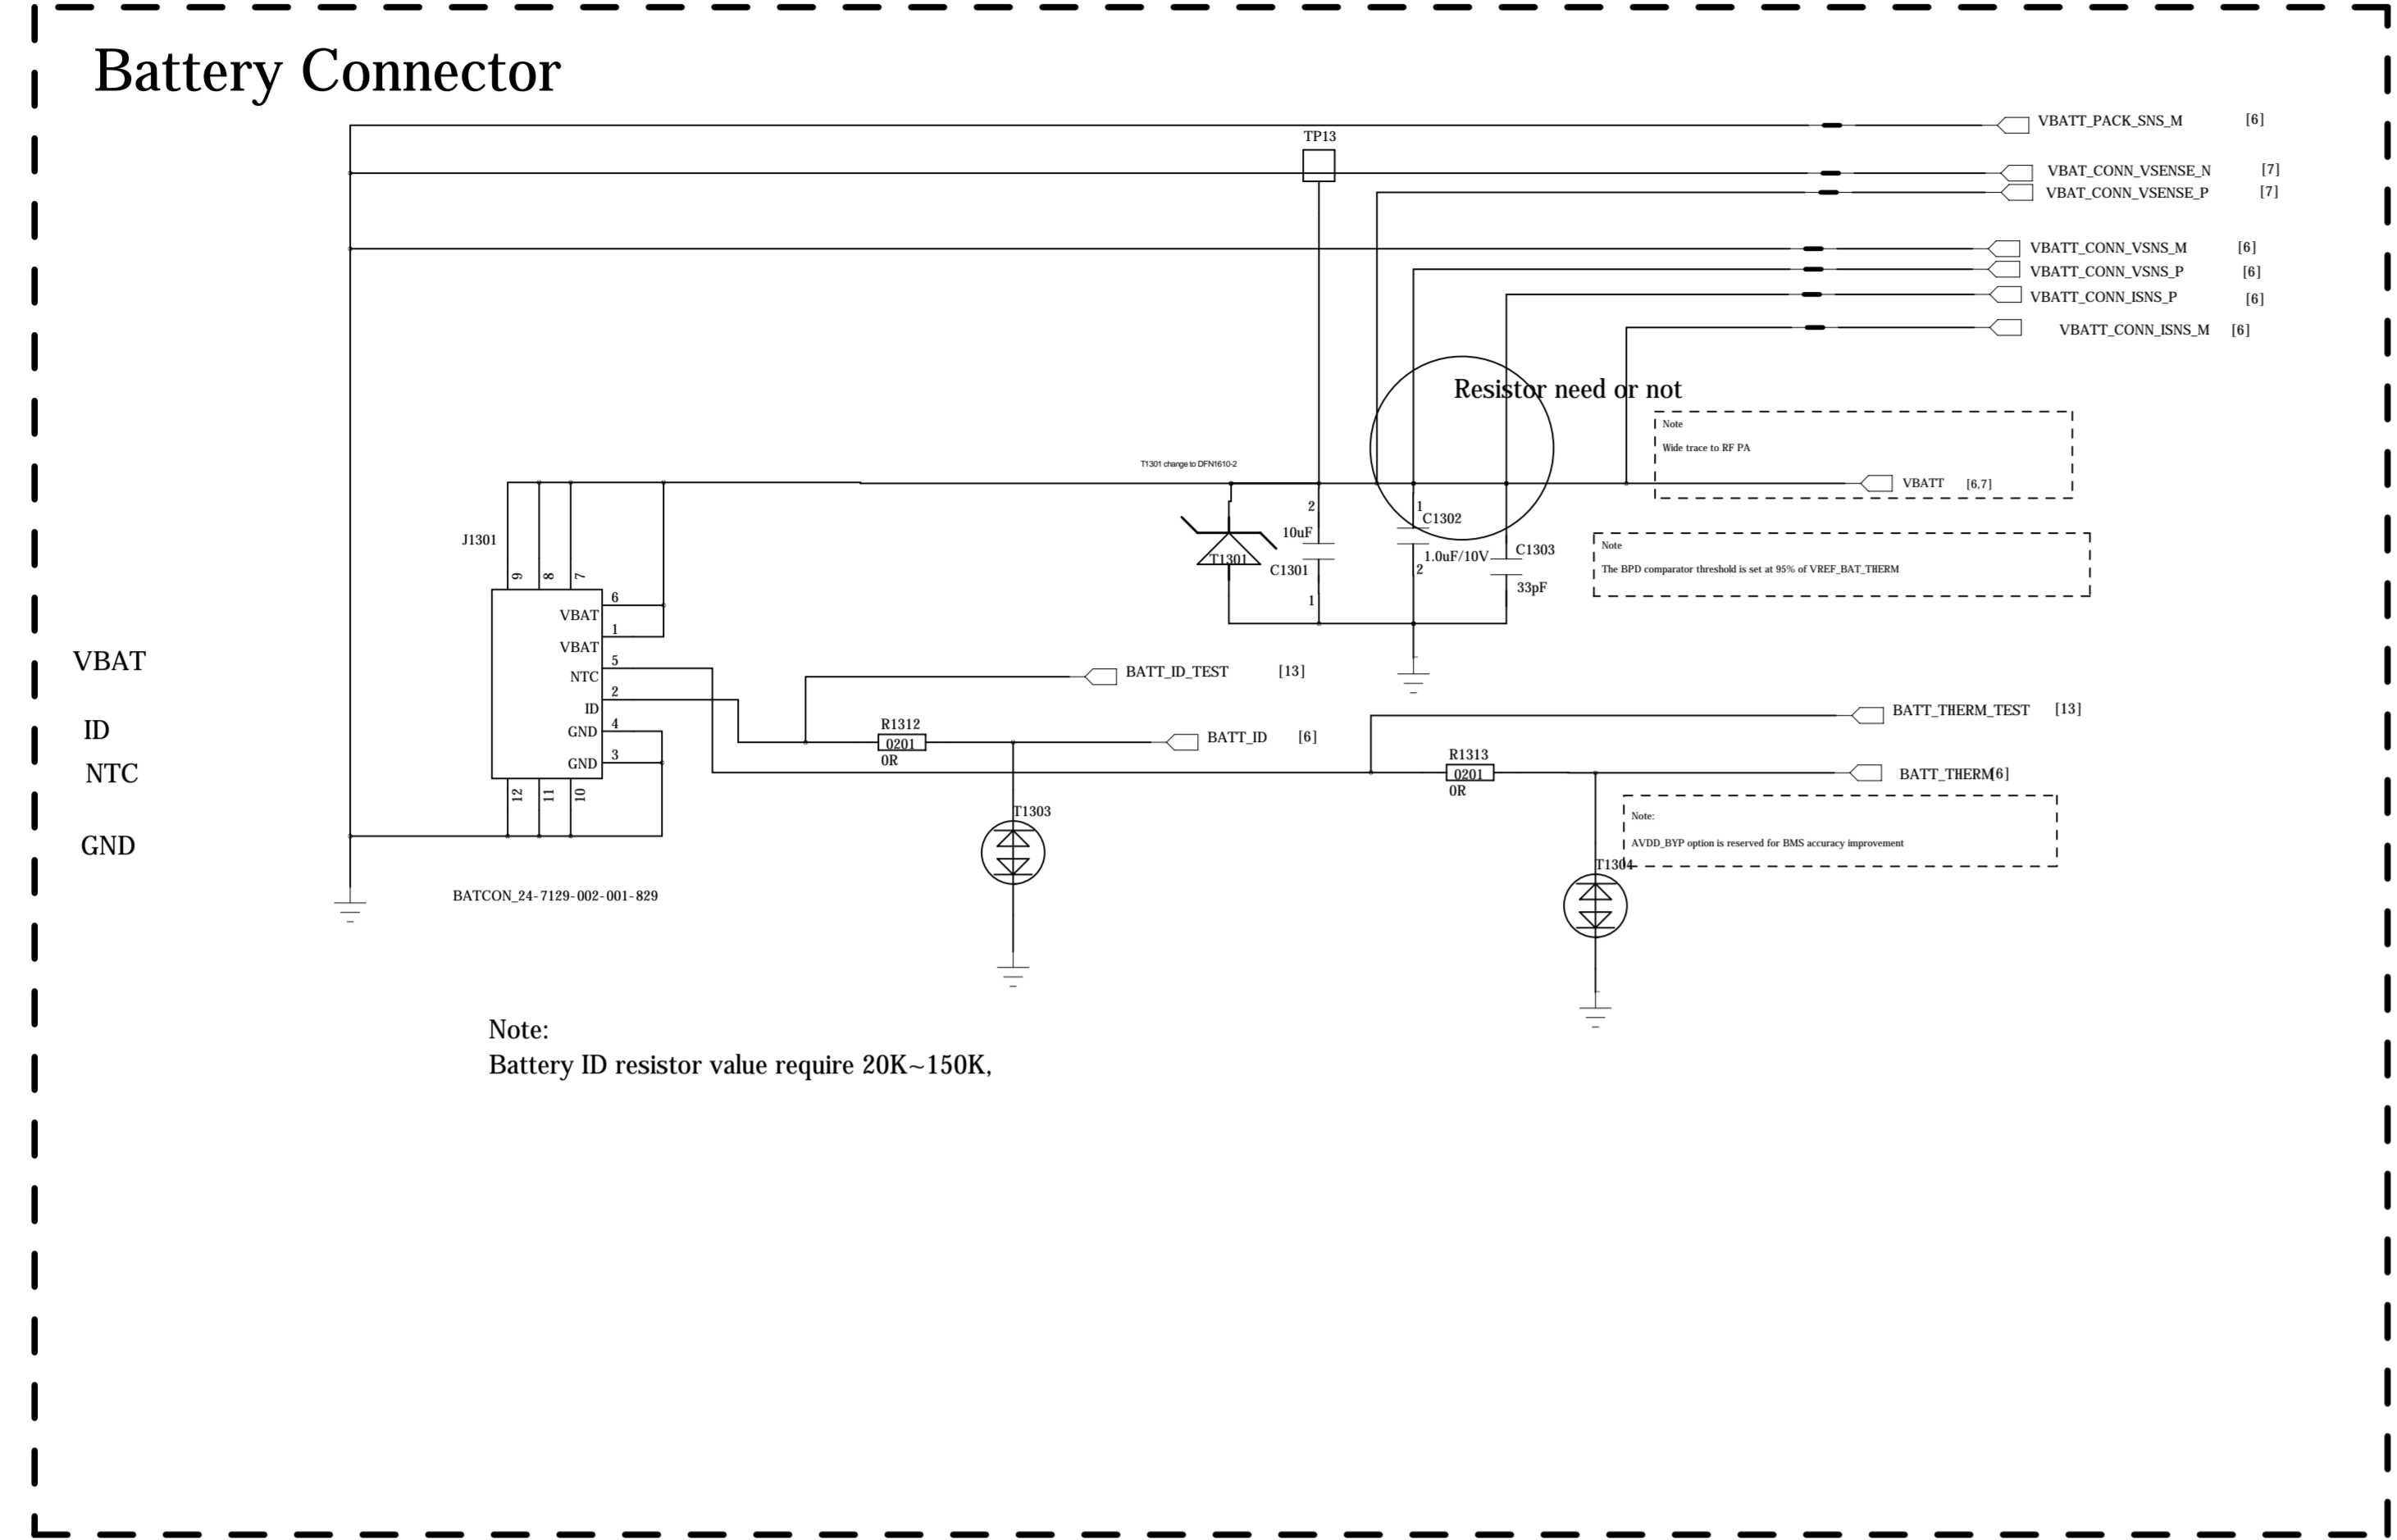 Battery Connector
VBATT_PACK_SNS_M [6]
TP13
VBAT_CONN_VSENSE_N [7]
VBAT_CONN_VSENSE_P [7]
VBATT_CONN_VSNS_M [6]
VBATT_CONN_VSNS_P [6]
VBATT_CONN_ISNS_P [6]
VBATT_CONN_ISNS_M [6]
Resistor need or not
Note
Wide trace to RF PA
T1301 change to DFN1610-2
VBATT [6,7]
2
1
C1302
10uF
J1301
T1301
C1301
1.0uF/10V
2
C1303
33pF
1
Note
The BPD comparator threshold is set at 95% of VREF_BAT_THERM
9
8
7
6
VBAT
1
VBAT
5
NTC
2
ID
4
GND
3
GND
12
11
10
VBAT
ID
NTC
GND
BATT_ID_TEST [13]
R1312
0201
0R
BATT_ID [6]
BATT_THERM_TEST [13]
R1313
0201
0R
BATT_THERM [6]
T1303
Note:
AVDD_BYP option is reserved for BMS accuracy improvement
T1304
BATCON_24-7129-002-001-829
Note:
Battery ID resistor value require 20K~150K,